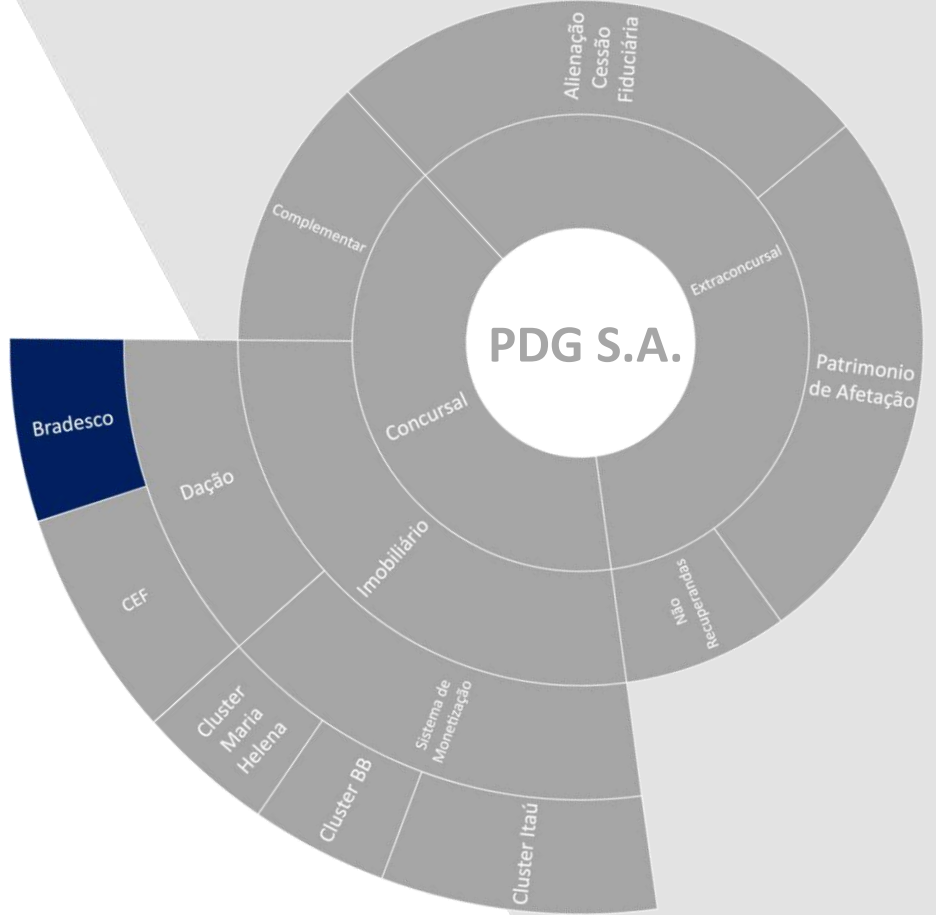 PDG S.A.
Extraconcursal
Alienação
Cessão
Fiduciária
Patrimonio
de Afetação
Não
Recuperandas
Concursal
Complementar
Imobiliário
Dação
Bradesco
CEF
Sistema de
Monetização
Cluster
Maria
Helena
Cluster BB
Cluster Itaú